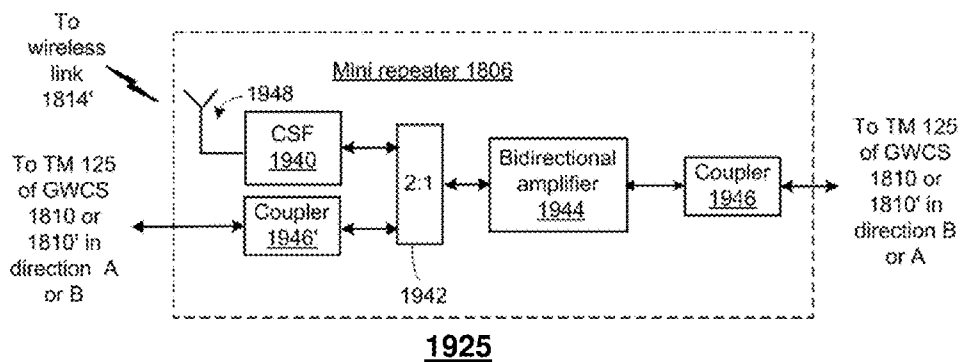 To
wireless
link
1814'
Mini repeater 1806
1948
CSF
1940
To TM 125
of GWCS
1810 or
1810' in
direction A
or B
Coupler
1946'
2:1
1942
Bidirectional
amplifier
1944
Coupler
1946
To TM 125
of GWCS
1810 or
1810' in
direction B
or A
1925